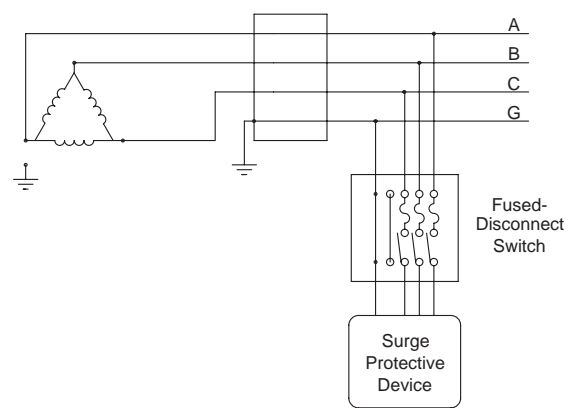 A
B
C
G
Fused-
Disconnect
Switch
Surge
Protective
Device